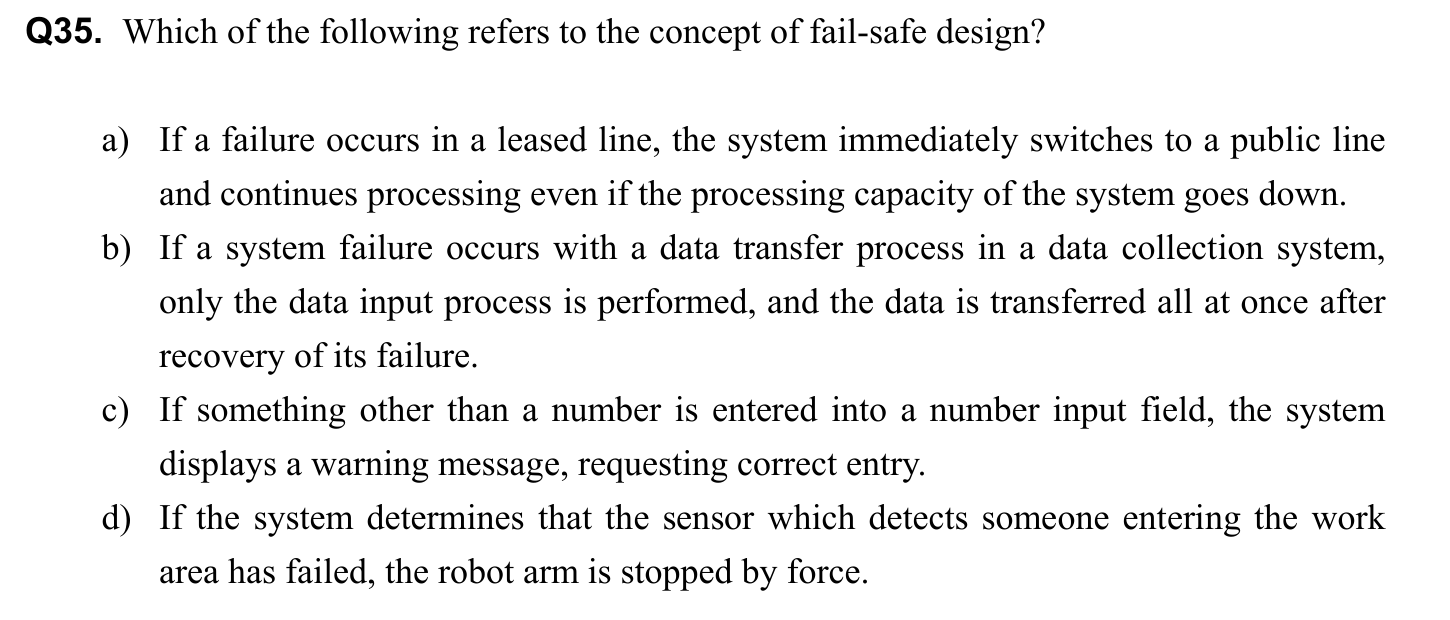 Q35. Which of the following refers to the concept of fail-safe design?
a) If a failure occurs in a leased line, the system immediately switches to a public line
and continues processing even if the processing capacity of the system goes down.
b) If a system failure occurs with a data transfer process in a data collection system,
only the data input process is performed, and the data is transferred all at once after
recovery of its failure.
c) If something other than a number is entered into a number input field, the system
displays a warning message, requesting correct entry.
d) If the system determines that the sensor which detects someone entering the work
area has failed, the robot arm is stopped by force.